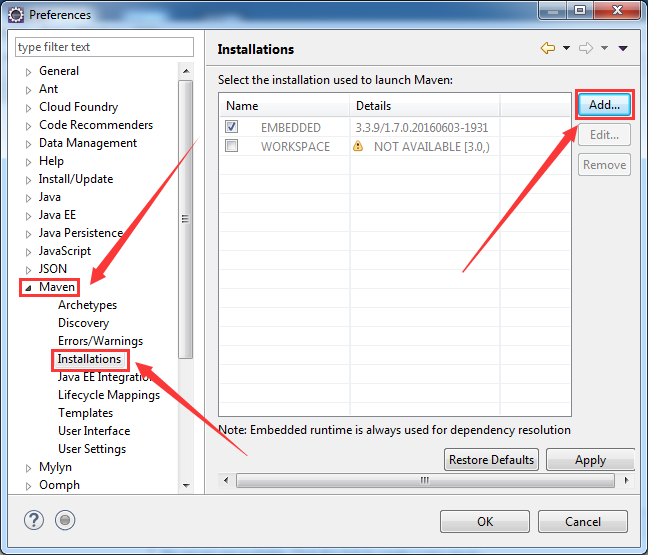 Preferences
type filter text
General
Ant
Cloud Foundry
Code Recommenders
Data Management
Help
Install/Update
Java
Java EE
Java Persistence
JavaScript
JSON
Maven
Archetypes
Discovery
Errors/Warnings
Installations
Java EE Integration
Lifecycle Mappings
Templates
User Interface
User Settings
Mylyn
Oomph
Installations
Select the installation used to launch Maven:
Name Details
EMBEDDED 3.3.9/1.7.0.20160603-1931
WORKSPACE NOT AVAILABLE [3.0,)
Add...
Edit...
Remove
Note: Embedded runtime is always used for dependency resolution
Restore Defaults Apply
OK Cancel